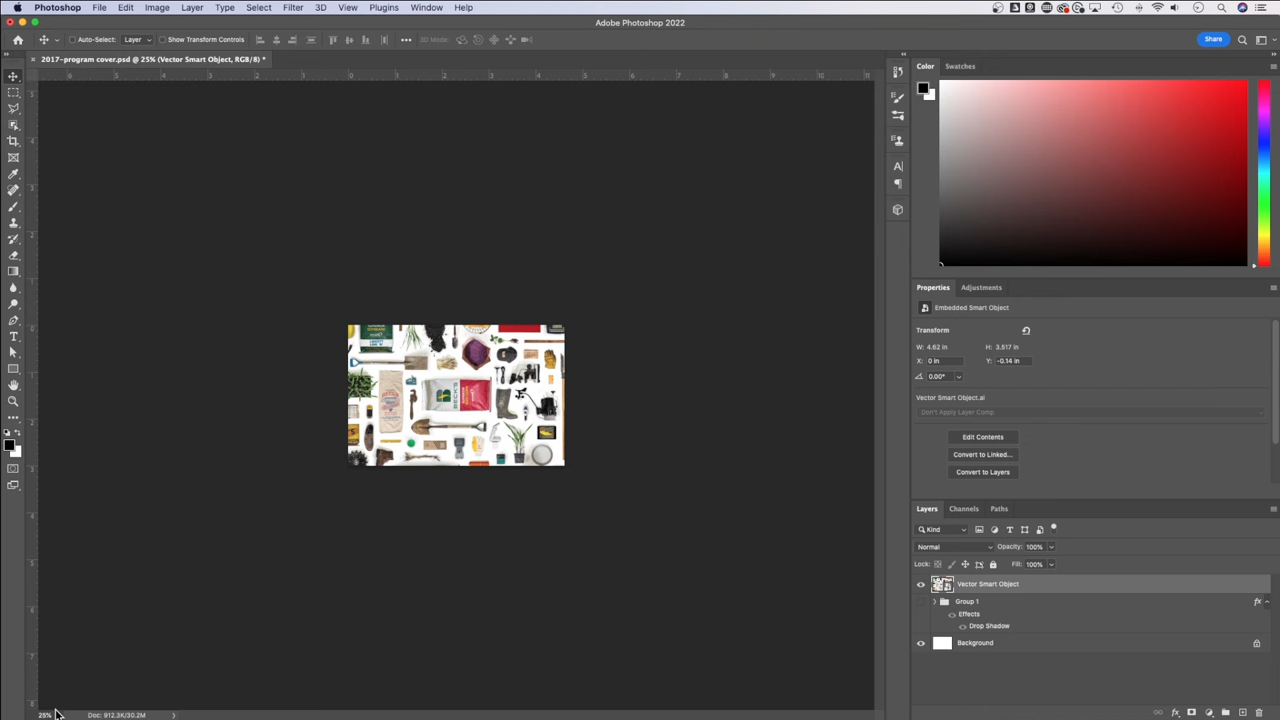 Photoshop File Edit Image Layer Type Select Filter 3D View Plugins Window Help
Adobe Photoshop 2022
Auto-Select: Layer Show Transform Controls 3D Mode: Share
2017-program cover.psd @ 25% (Vector Smart Object, RGB/8) *
Color Swatches
Properties Adjustments
Embedded Smart Object
Transform
W: 4.62 in H: 3.517 in
X: 0 in Y: -0.14 in
0.00°
Vector Smart Object.ai
Don't Apply Layer Comp
Edit Contents
Convert to Linked...
Convert to Layers
Layers Channels Paths
Kind
Normal Opacity: 100%
Lock: Fill: 100%
Vector Smart Object
Group 1 fx
Effects
Drop Shadow
Background
25% Doc: 912.3K/30.2M
BECK'S